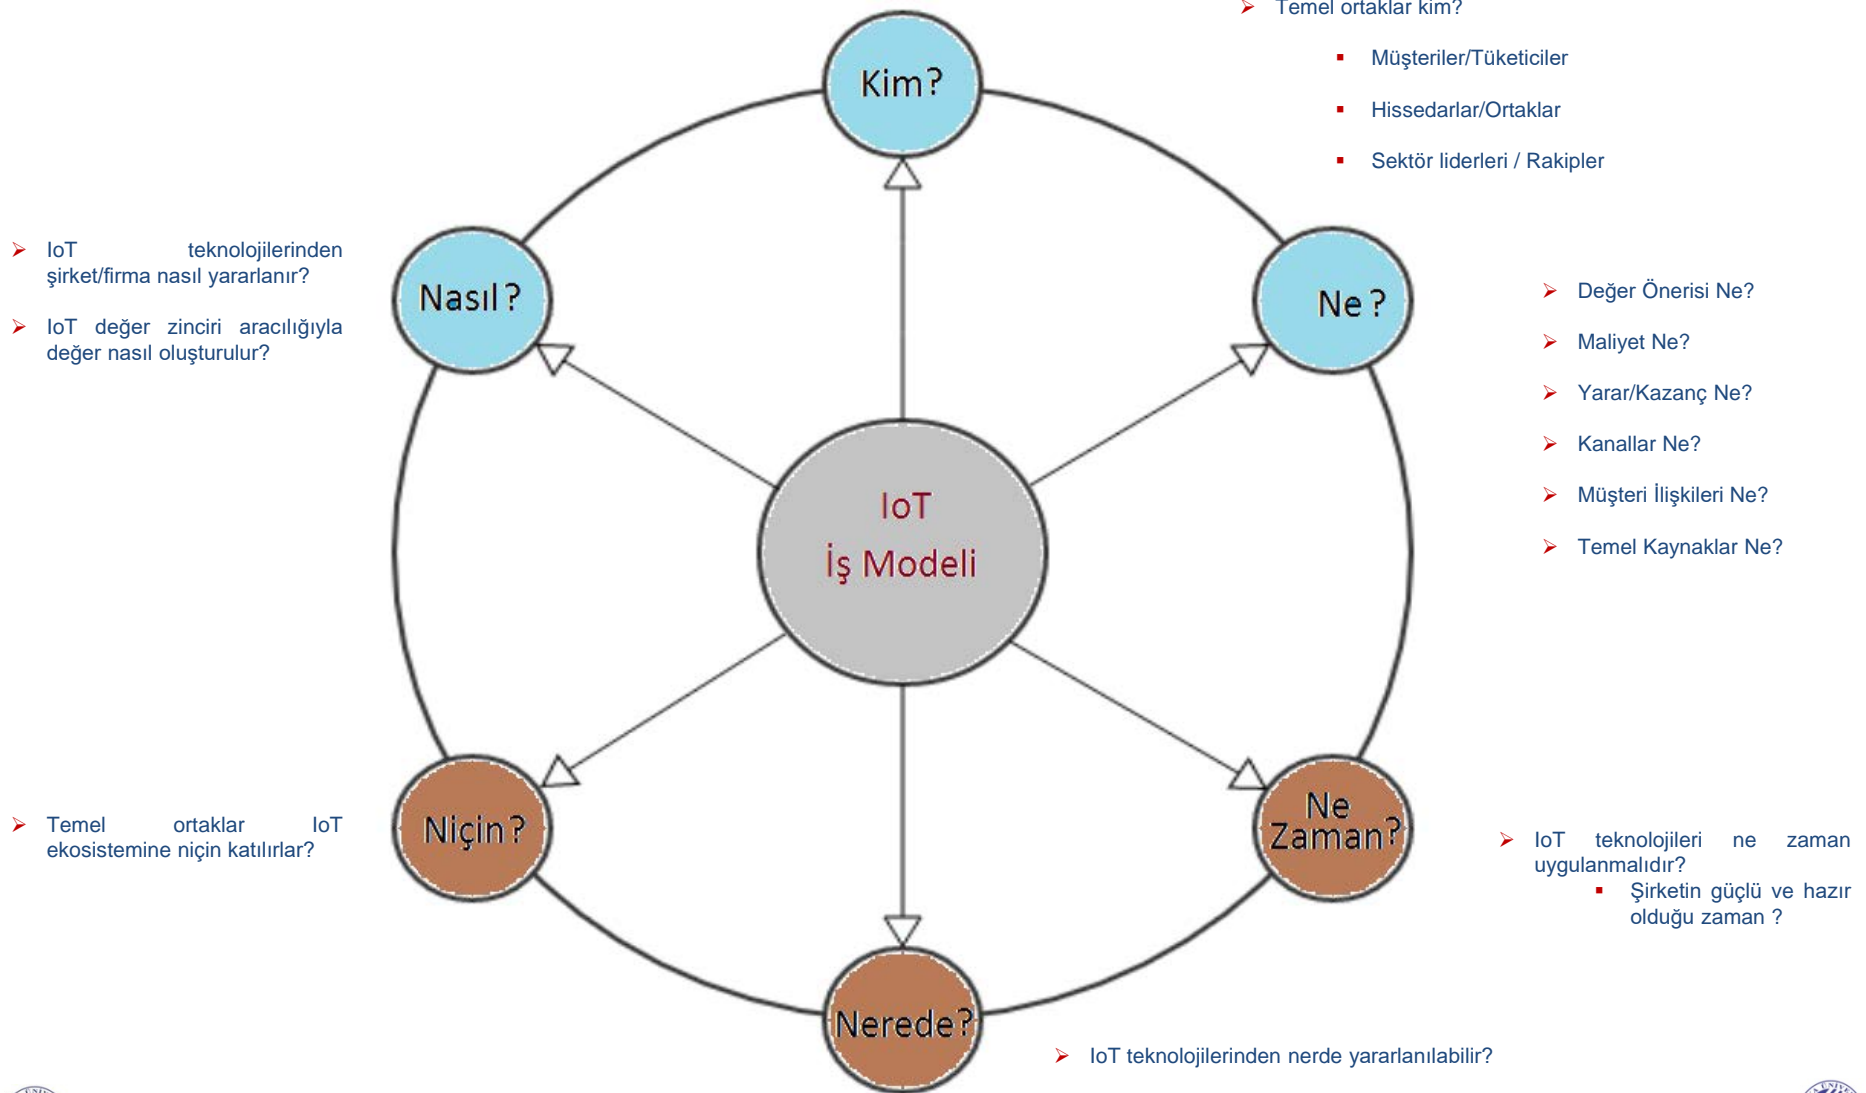 Temel ortaklar kim?
Müşteriler/Tüketiciler
Hissedarlar/Ortaklar
Sektör liderleri / Rakipler
Kim?
IoT teknolojilerinden
şirket/firma nasıl yararlanır?
IoT değer zinciri aracılığıyla
değer nasıl oluşturulur?
Nasıl?
Ne ?
Değer Önerisi Ne?
Maliyet Ne?
Yarar/Kazanç Ne?
Kanallar Ne?
Müşteri İlişkileri Ne?
Temel Kaynaklar Ne?
IoT
İş Modeli
Temel ortaklar IoT
ekosistemine niçin katılırlar?
Niçin?
Ne
Zaman?
IoT teknolojileri ne zaman
uygulanmalıdır?
Şirketin güçlü ve hazır
olduğu zaman ?
Nerede?
IoT teknolojilerinden nerde yararlanılabilir?